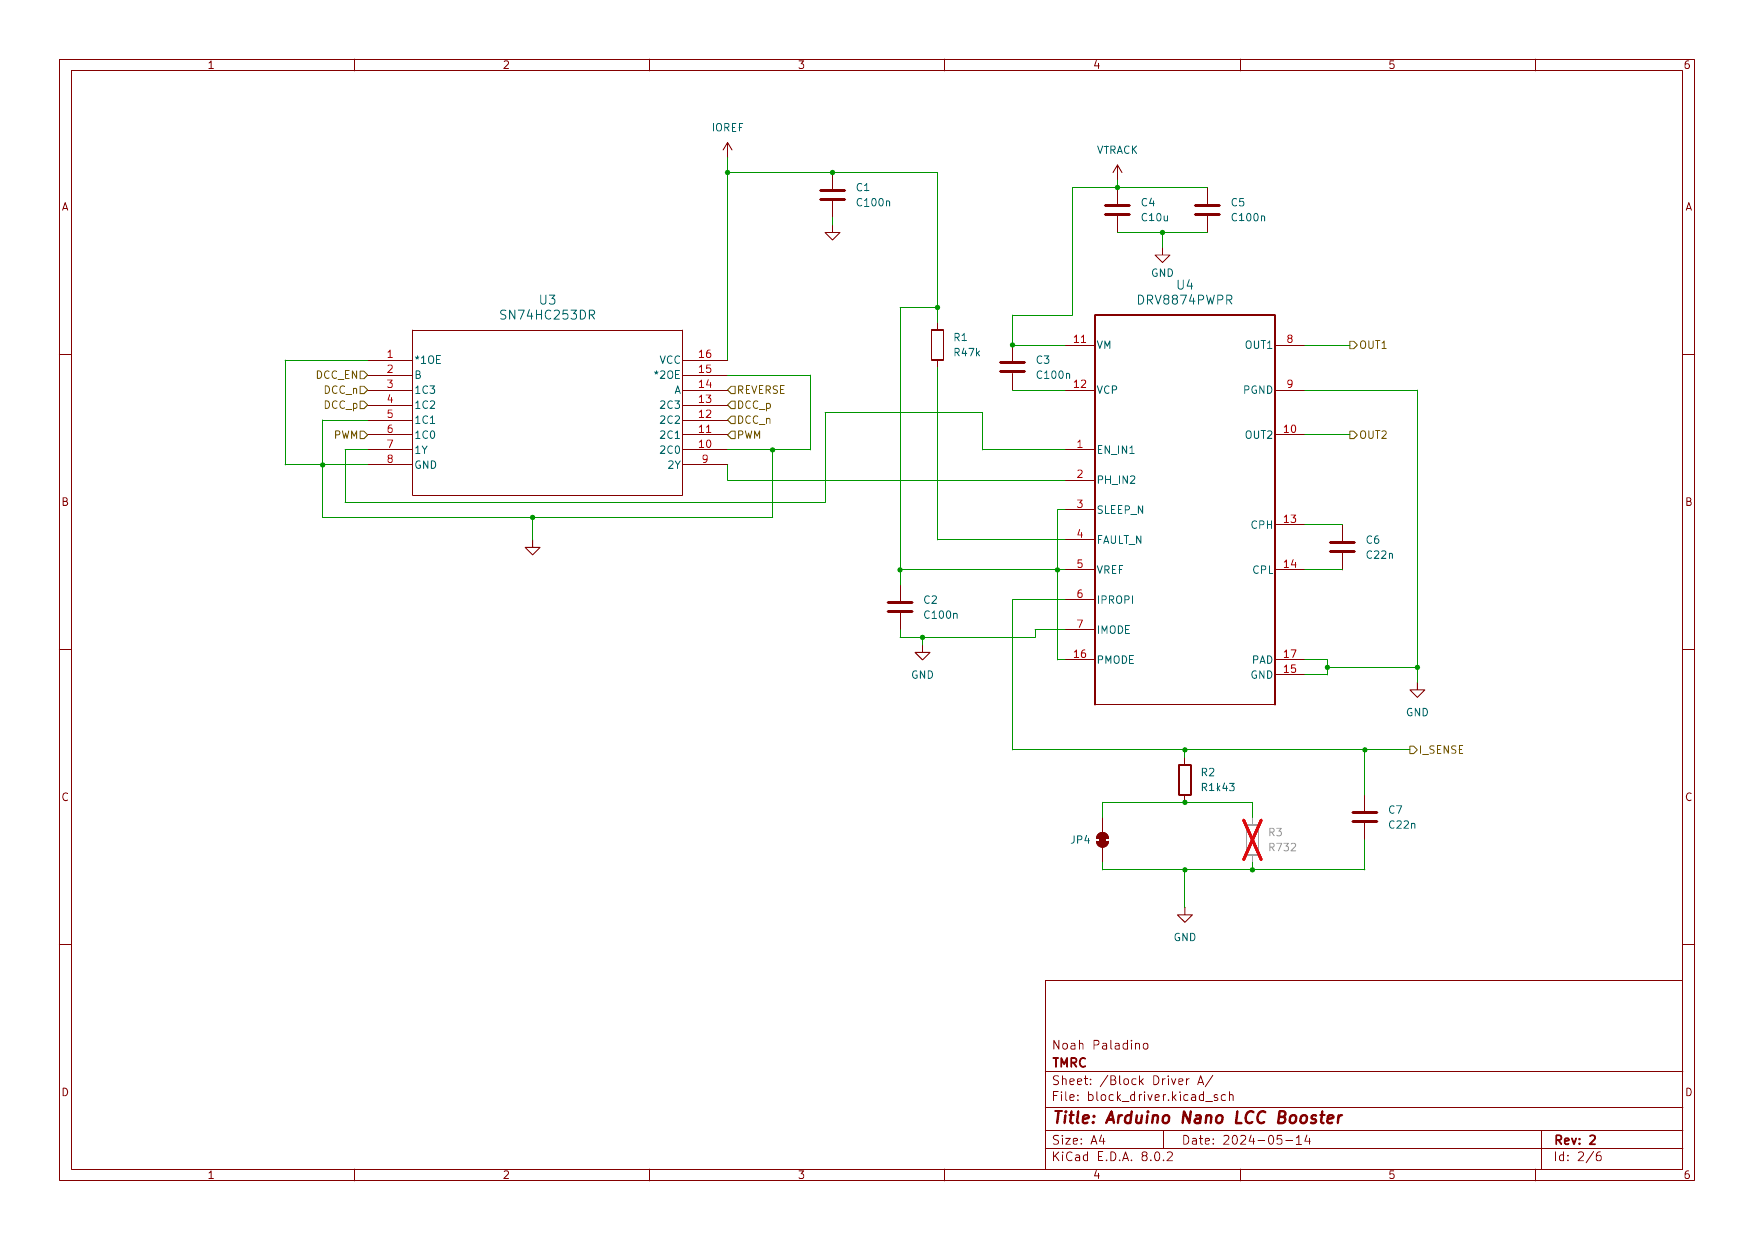 1 2 3 4 5 6
IOREF
VTRACK
C1
C100n
C4
C10u
C5
C100n
A A
GND
U4
DRV8874PWPR
U3
SN74HC253DR
R1
R47k
1 *1OE
DCC_EN 2 B
DCC_n 3 1C3
DCC_p 4 1C2
5 1C1
PWM 6 1C0
7 1Y
8 GND
VCC 16
*2OE 15
A 14 REVERSE
2C3 13 DCC_p
2C2 12 DCC_n
2C1 11 PWM
2C0 10
2Y 9
C3
C100n
11 VM
12 VCP
1 EN_IN1
2 PH_IN2
3 SLEEP_N
4 FAULT_N
5 VREF
6 IPROPI
7 IMODE
16 PMODE
OUT1 8 OUT1
PGND 9
OUT2 10 OUT2
CPH 13
CPL 14
PAD 17
GND 15
B B
C6
C22n
C2
C100n
GND
GND
I_SENSE
R2
R1k43
C C
JP4
R3
R732
C7
C22n
GND
Noah Paladino
TMRC
Sheet: /Block Driver A/
File: block_driver.kicad_sch
D D
Title: Arduino Nano LCC Booster
Size: A4 Date: 2024-05-14 Rev: 2
KiCad E.D.A. 8.0.2 Id: 2/6
1 2 3 4 5 6